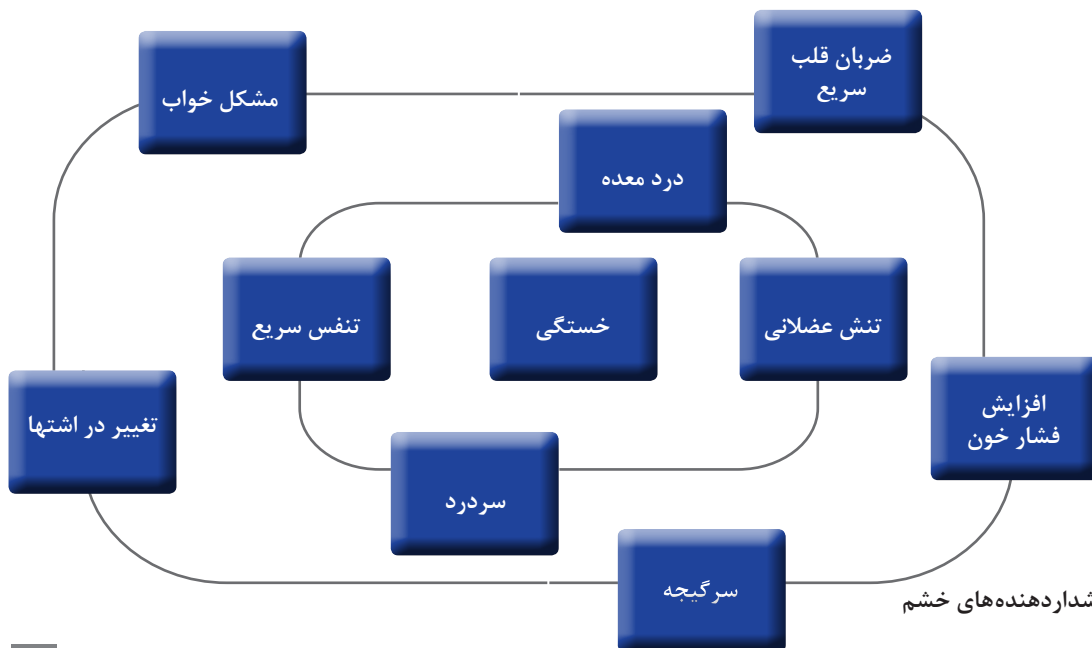 ضربان قلب
سریع
مشکل خواب
درد معده
تنش عضلانی
خستگی
تنفس سریع
افزایش
فشار خون
تغییر در اشتها
سردرد
سرگیجه
شداردهنده‌های خشم